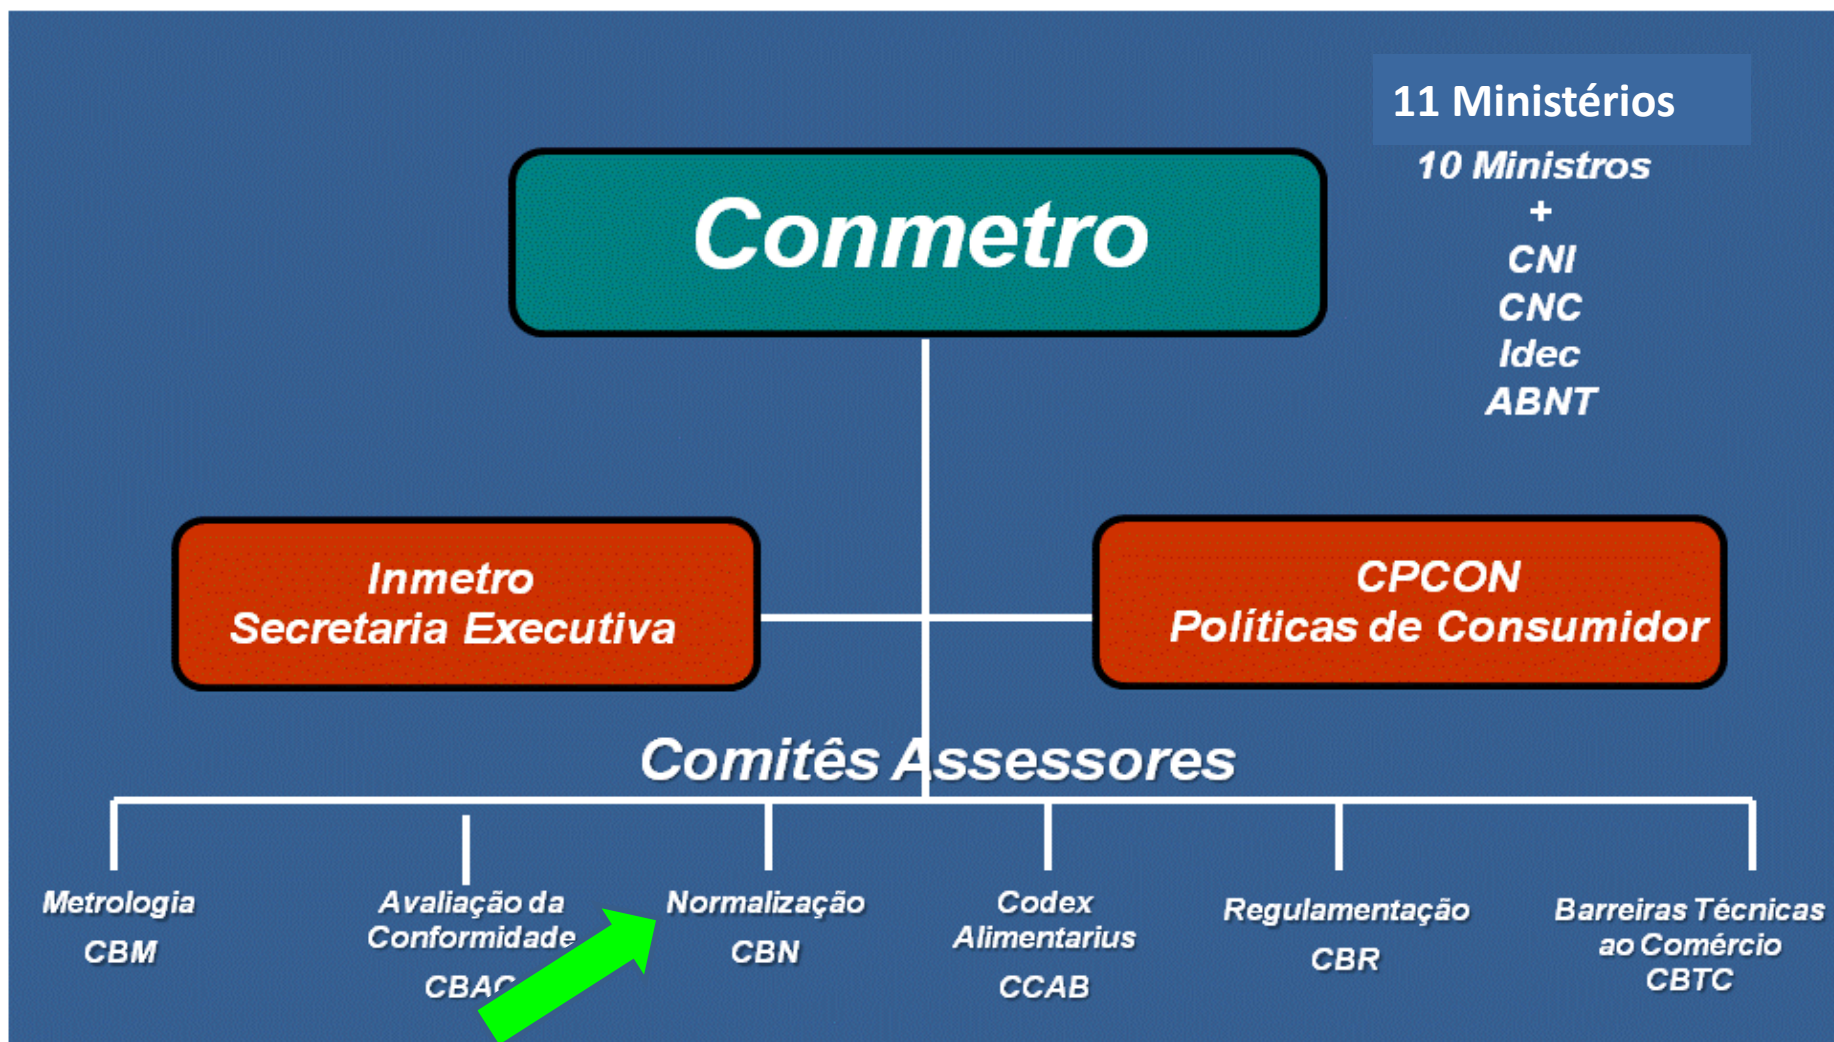 11 Ministérios
10 Ministros
+
CNI
CNC
Idec
ABNT
Conmetro
Inmetro
Secretaria Executiva
CPCON
Políticas de Consumidor
Comitês Assessores
Metrologia
CBM
Avaliação da
Conformidade
CBAC
Normalização
CBN
Codex
Alimentarius
CCAB
Regulamentação
CBR
Barreiras Técnicas
ao Comércio
CBTC